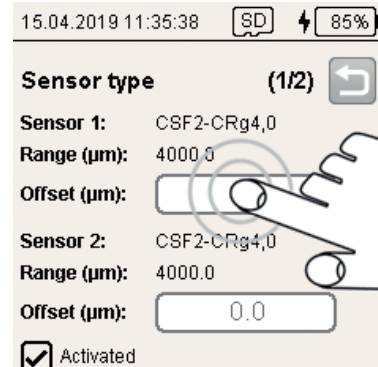 15.04.2019 11:35:38 SD 85%
Sensor type (1/2)
Sensor 1: CSF2-CRg4,0
Range (µm): 4000.0
Offset (µm):
Sensor 2: CSF2-CRg4,0
Range (µm): 4000.0
Offset (µm): 0.0
Activated